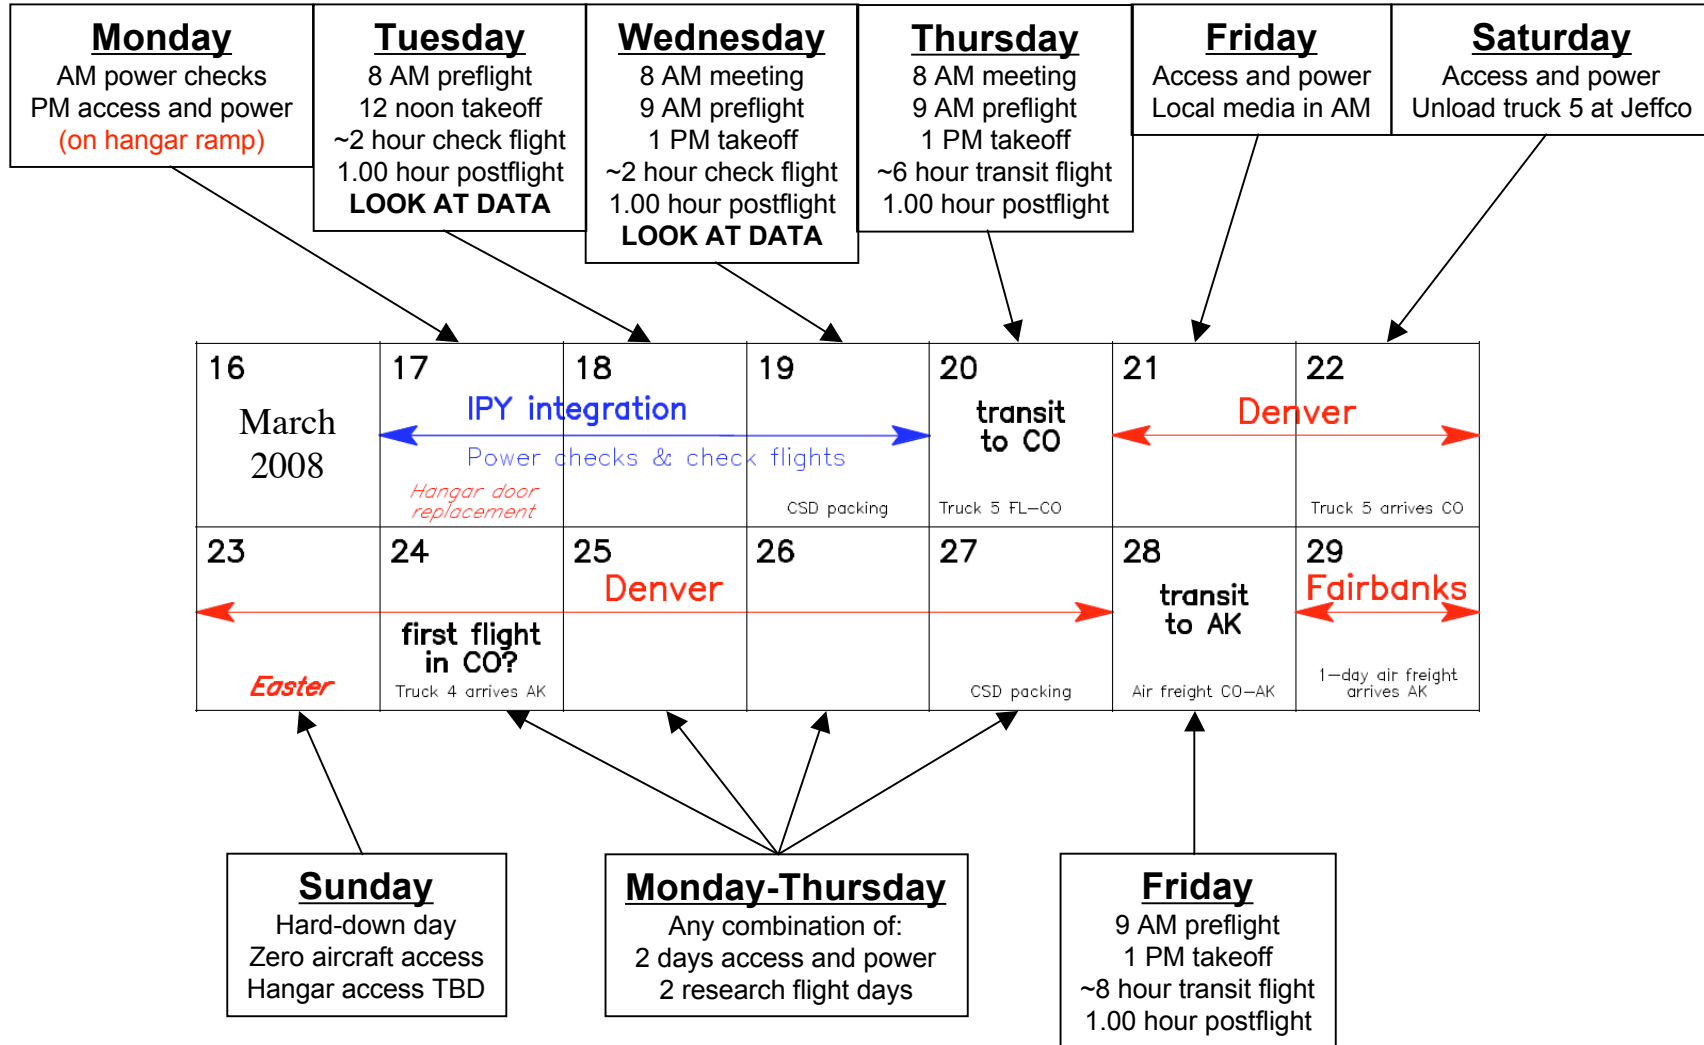 Monday
AM power checks
PM access and power
(on hangar ramp)
Tuesday
8 AM preflight
12 noon takeoff
~2 hour check flight
1.00 hour postflight
LOOK AT DATA
Wednesday
8 AM meeting
9 AM preflight
1 PM takeoff
~2 hour check flight
1.00 hour postflight
LOOK AT DATA
Thursday
8 AM meeting
9 AM preflight
1 PM takeoff
~6 hour transit flight
1.00 hour postflight
Friday
Access and power
Local media in AM
Saturday
Access and power
Unload truck 5 at Jeffco
16
March
2008
17
18
19
IPY integration
Power checks & check flights
Hangar door
replacement
CSD packing
20
transit
to CO
Truck 5 FL-CO
21
22
Denver
Truck 5 arrives CO
23
Easter
24
first flight
in CO?
Truck 4 arrives AK
25
Denver
26
27
CSD packing
28
transit
to AK
Air freight CO-AK
29
Fairbanks
1-day air freight
arrives AK
Sunday
Hard-down day
Zero aircraft access
Hangar access TBD
Monday-Thursday
Any combination of:
2 days access and power
2 research flight days
Friday
9 AM preflight
1 PM takeoff
~8 hour transit flight
1.00 hour postflight